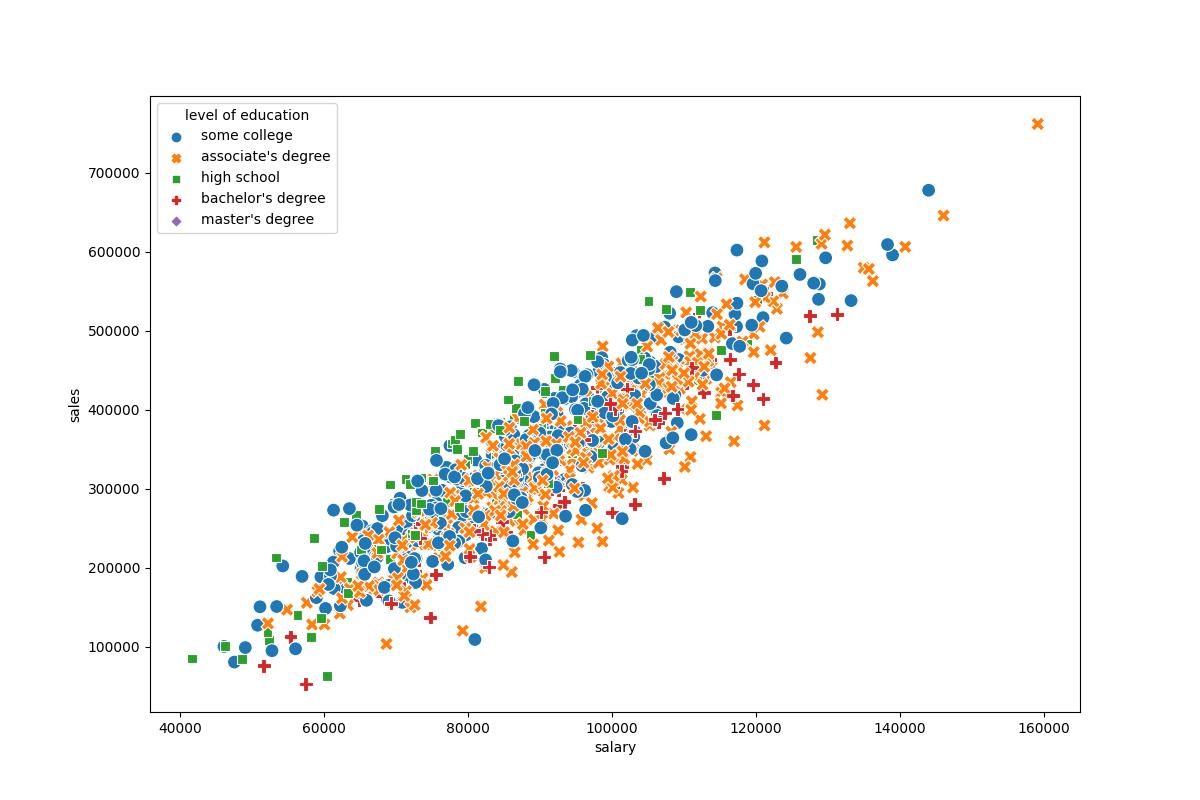 level of education
some college
associate's degree
high school
bachelor's degree
master's degree
700000
600000
500000
400000
300000
200000
100000
sales
40000 60000 80000 100000 120000 140000 160000
salary